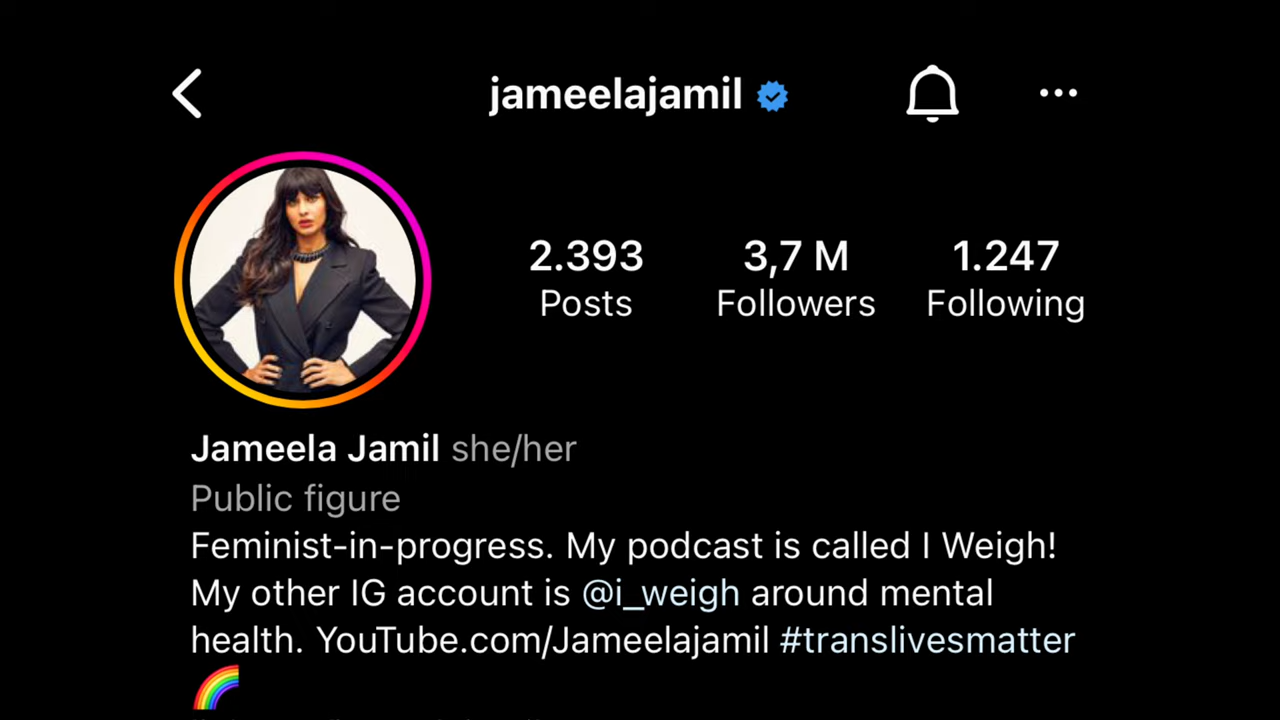 jameelajamil
2.393 3,7 M 1.247
Posts Followers Following
Jameela Jamil she/her
Public figure
Feminist-in-progress. My podcast is called I Weigh!
My other IG account is @i_weigh around mental
health. YouTube.com/Jameelajamil #translivesmatter